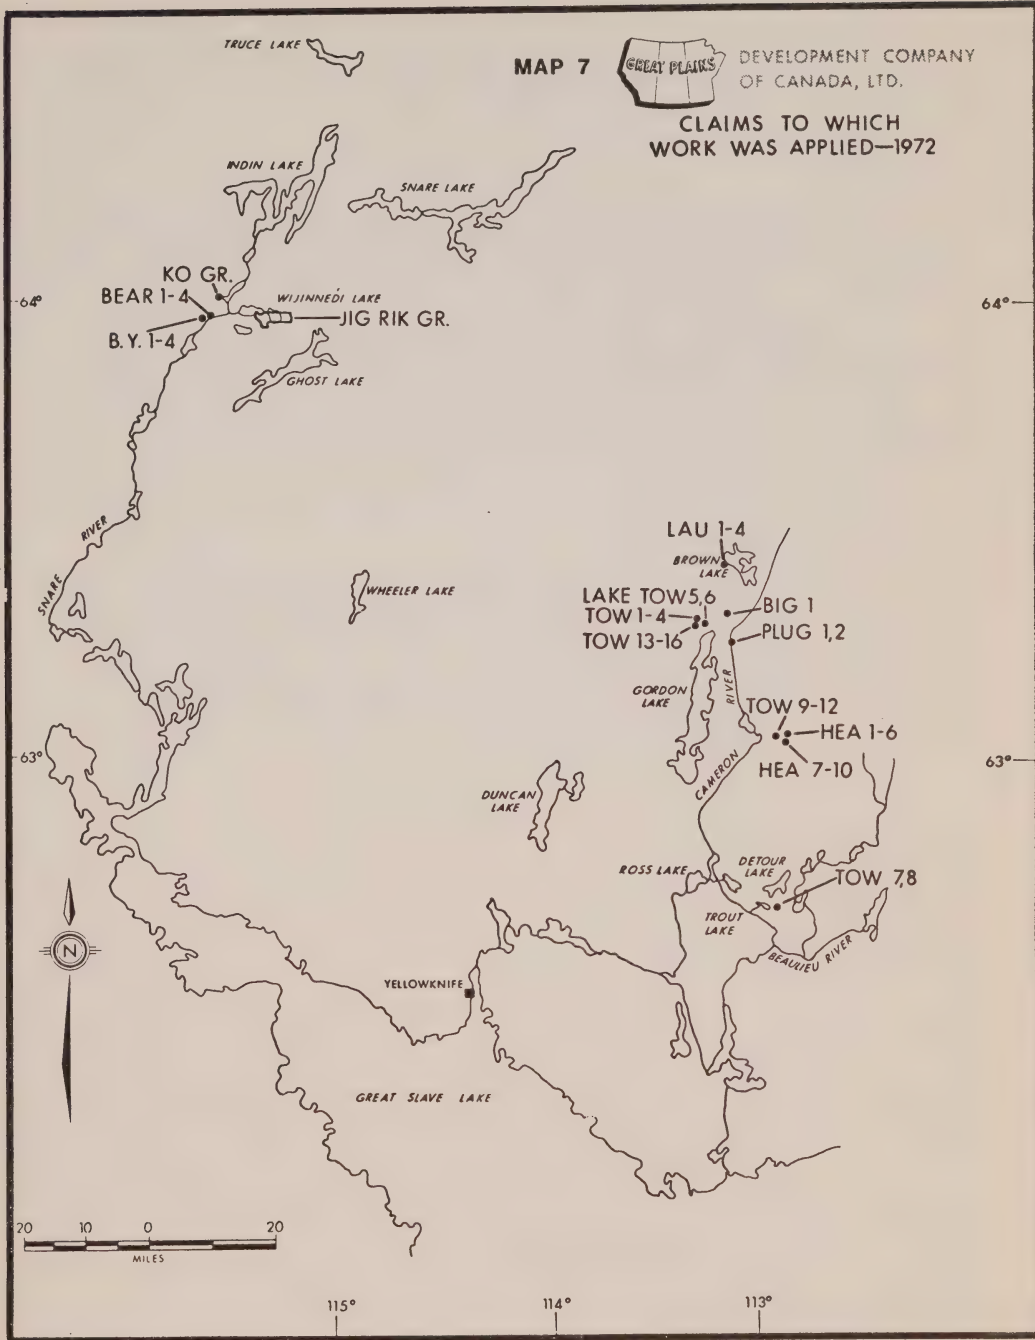 TRUCE LAKE
MAP 7
GREAT PLAINS
DEVELOPMENT COMPANY
OF CANADA, LTD.
CLAIMS TO WHICH
WORK WAS APPLIED—1972
INDIN LAKE
SNARE LAKE
KO GR.
BEAR 1-4
B.Y. 1-4
WIJINNEDI LAKE
JIG RIK GR.
64°
64°
GHOST LAKE
SNARE RIVER
WHEELER LAKE
LAU 1-4
BROWN
LAKE
LAKE TOW 5,6
TOW 1-4
TOW 13-16
BIG 1
PLUG 1,2
GORDON
LAKE
CAMERON RIVER
TOW 9-12
HEA 1-6
HEA 7-10
63°
63°
DUNCAN
LAKE
ROSS LAKE
DETOUR
LAKE
TOW 7,8
TROUT
LAKE
BEAULIEU RIVER
N
YELLOWKNIFE
GREAT SLAVE LAKE
20 10 0 20
MILES
115° 114° 113°